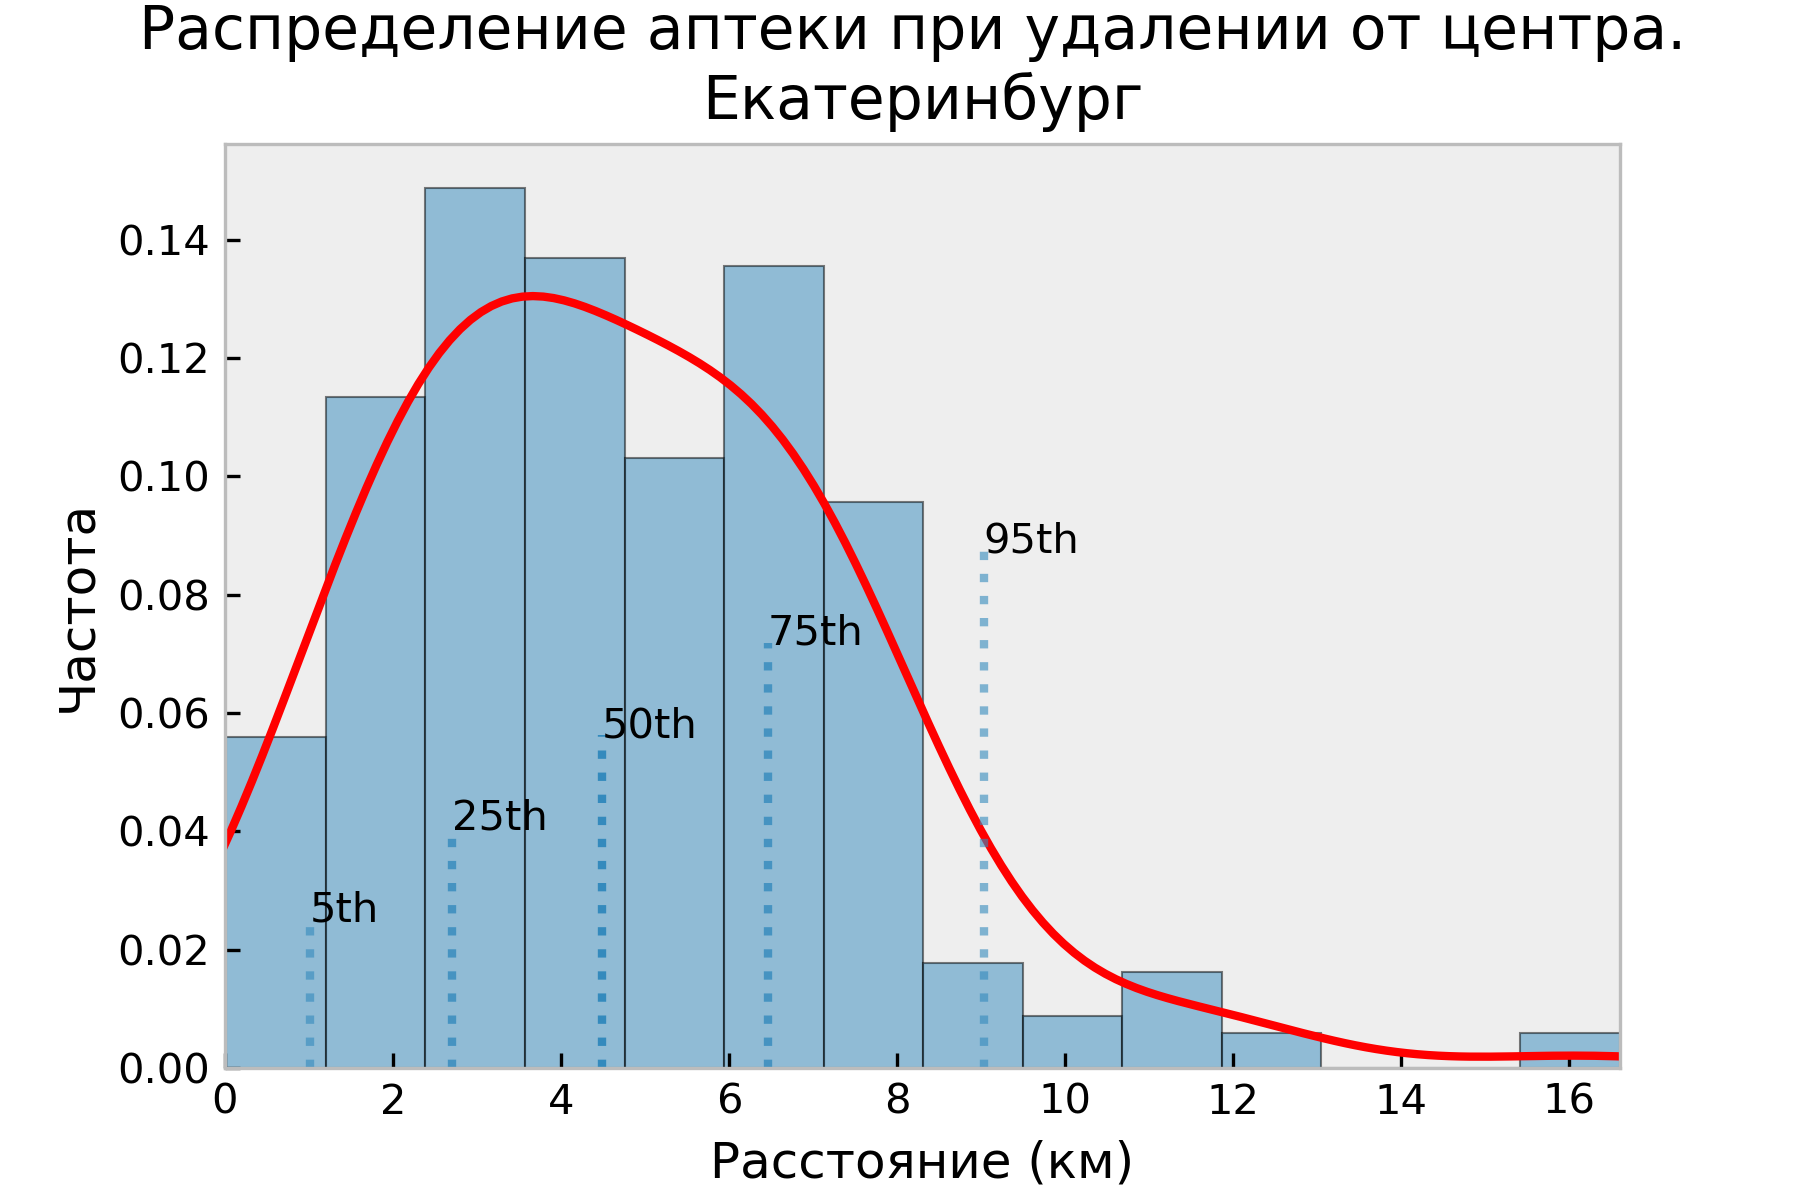 Распределение аптеки при удалении от центра.
Екатеринбург
0.14
0.12
0.10
0.08
0.06
0.04
0.02
0.00
Частота
95th
75th
50th
25th
5th
0 2 4 6 8 10 12 14 16
Расстояние (км)